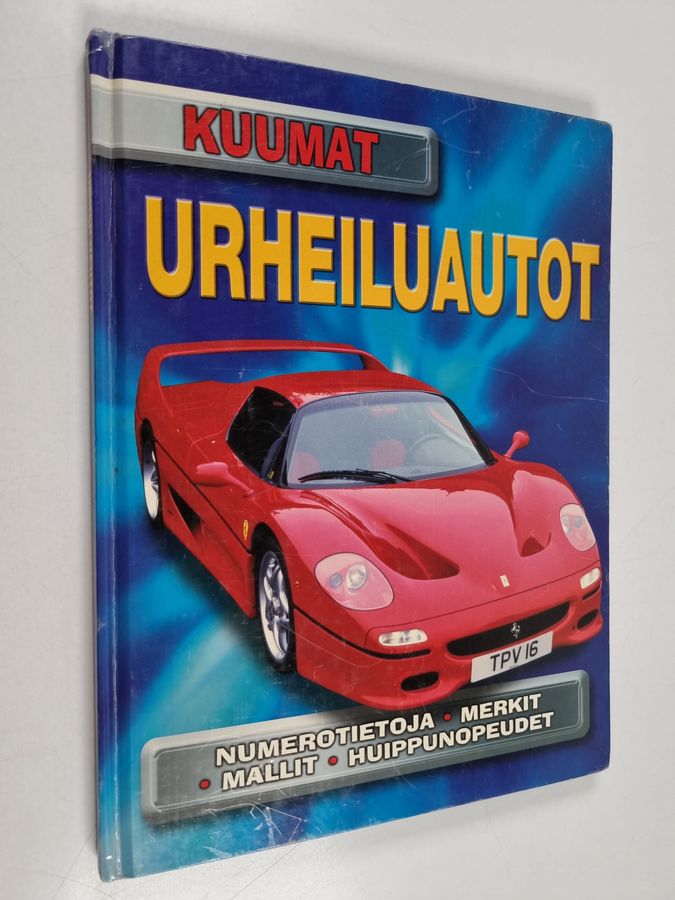 KUUMAT
URHEILUAUTOT
TPV 16
NUMEROTIETOJA • MERKIT
• MALLIT • HUIPPUNOPEUDET